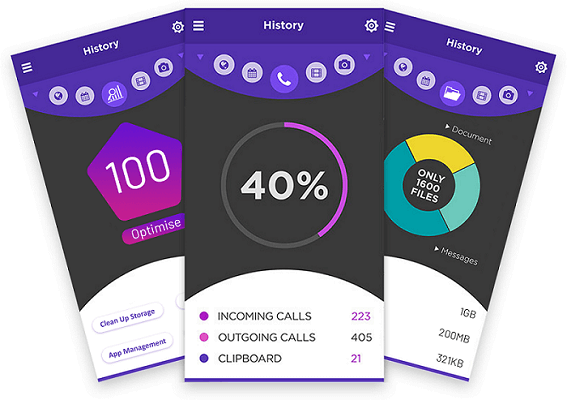 History
100
Optimise
Clean Up Storage
App Management
History
40%
INCOMING CALLS 223
OUTGOING CALLS 405
CLIPBOARD 21
History
Document
ONLY
1600
FILES
Messages
1GB
200MB
321KB